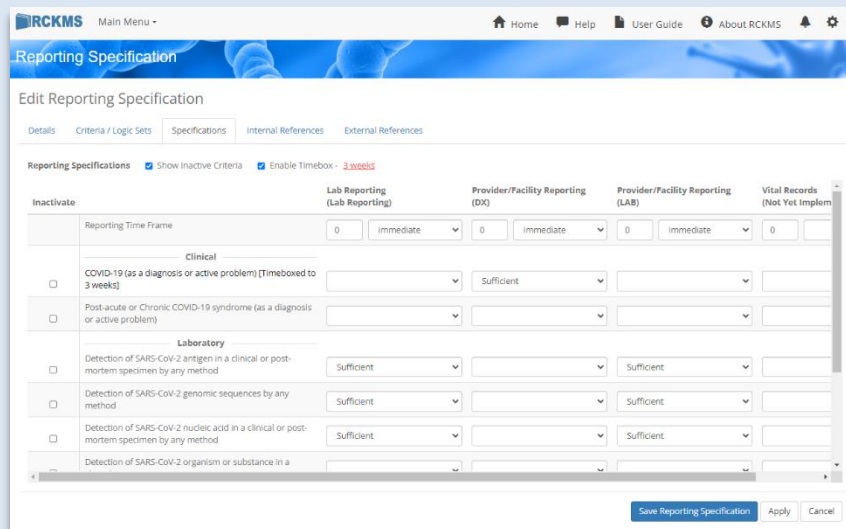 RCKMS Main Menu Home Help User Guide About RCKMS
Reporting Specification
Edit Reporting Specification
Details Criteria / Logic Sets Specifications Internal References External References
Reporting Specifications Show Inactive Criteria Enable Timebox - 3 weeks
Inactivate
Lab Reporting
(Lab Reporting)
Provider/Facility Reporting
(DX)
Provider/Facility Reporting
(LAB)
Vital Records
(Not Yet Implem
Reporting Time Frame 0 immediate 0 immediate 0 immediate 0
Clinical
COVID-19 (as a diagnosis or active problem) [Timeboxed to
3 weeks]
Sufficient
Post-acute or Chronic COVID-19 syndrome (as a diagnosis
or active problem)
Laboratory
Detection of SARS-CoV-2 antigen in a clinical or post-
mortem specimen by any method
Sufficient Sufficient
Detection of SARS-CoV-2 genomic sequences by any
method
Sufficient Sufficient
Detection of SARS-CoV-2 nucleic acid in a clinical or post-
mortem specimen by any method
Sufficient Sufficient
Detection of SARS-CoV-2 organism or substance in a
Save Reporting Specification Apply Cancel